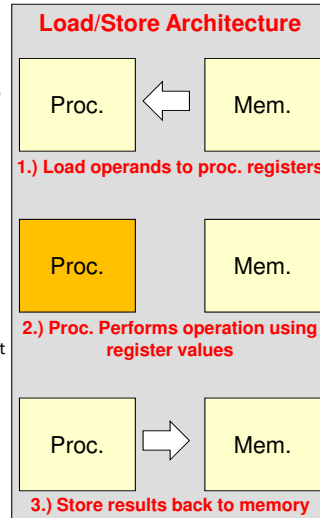 Load/Store Architecture
Proc. Mem.
1.) Load operands to proc. registers
Proc. Mem.
2.) Proc. Performs operation using
register values
Proc. Mem.
3.) Store results back to memory